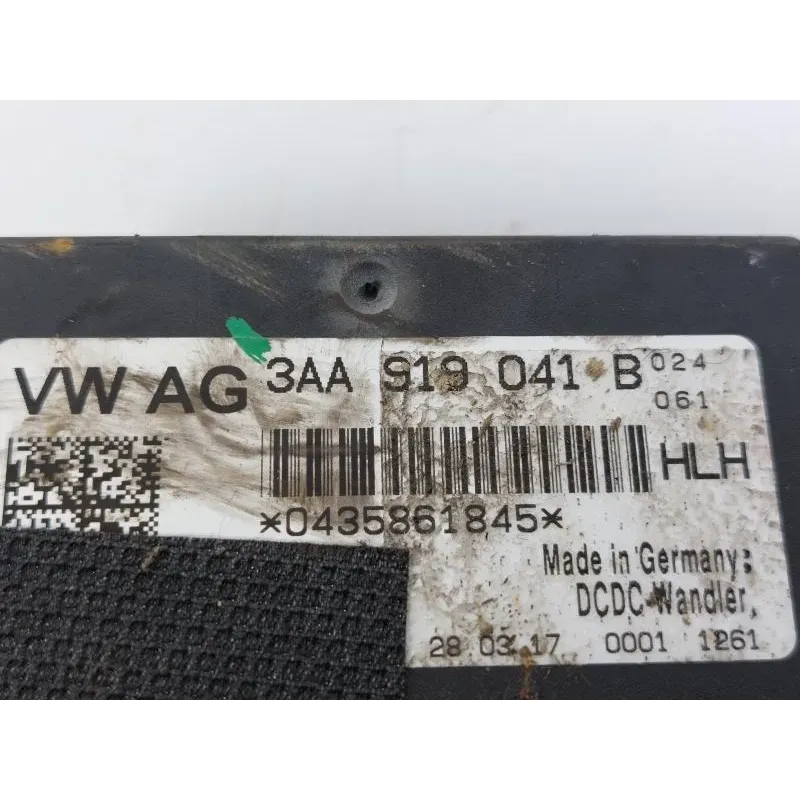 VW AG 3AA 919 041 B 024
061
HLH
*0435861845*
Made in Germany:
DCDC-Wandler
28 03 17 0001 1261